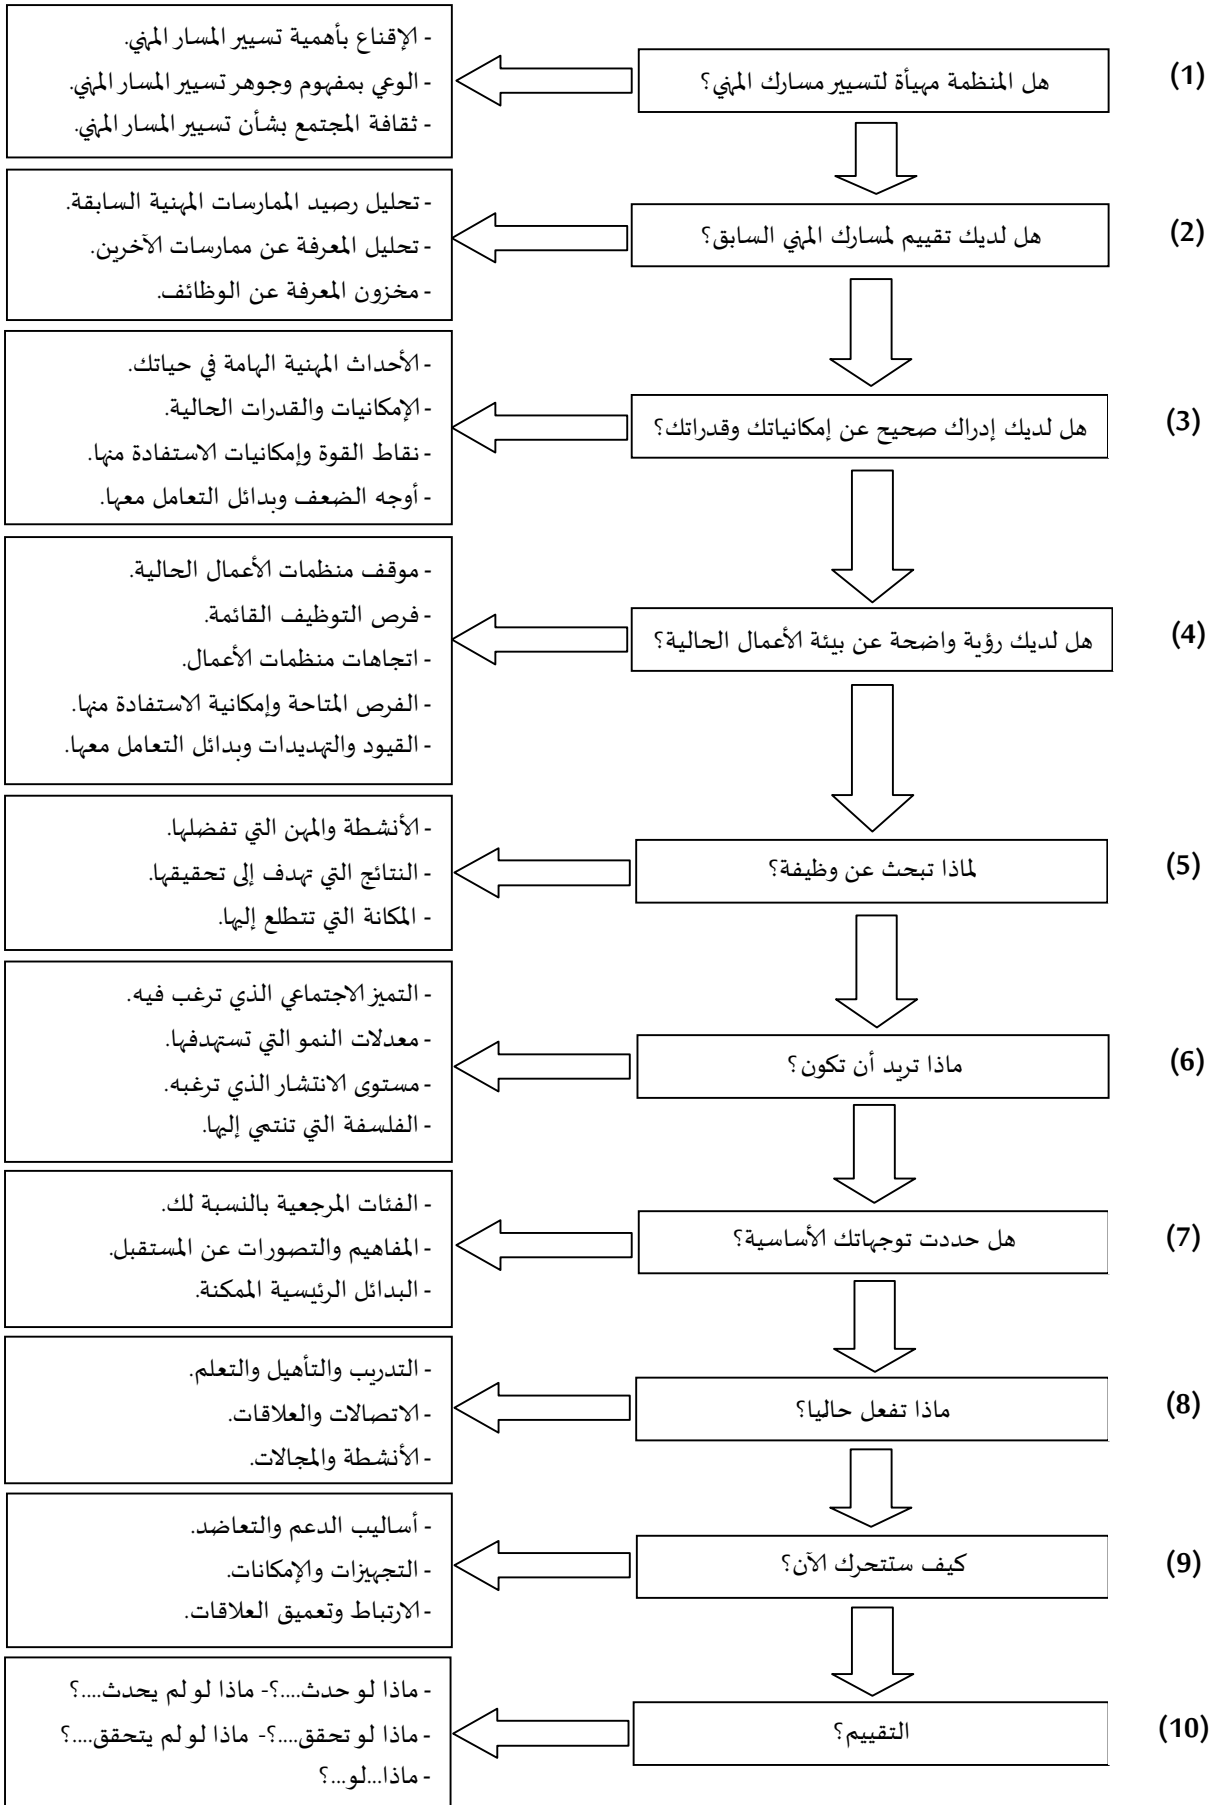 (1)
هل المنظمة مهيأة لتسيير مسارك المهني؟
- الإقناع بأهمية تسيير المسار المهني.
- الوعي بمفهوم وجوهر تسيير المسار المهني.
- ثقافة المجتمع بشأن تسيير المسار المهني.
(2)
هل لديك تقييم لمسارك المهني السابق؟
- تحليل رصيد الممارسات المهنية السابقة.
- تحليل المعرفة عن ممارسات الآخرين.
- مخزون المعرفة عن الوظائف.
(3)
هل لديك إدراك صحيح عن إمكانياتك وقدراتك؟
- الأحداث المهنية الهامة في حياتك.
- الإمكانيات والقدرات الحالية.
- نقاط القوة وإمكانيات الاستفادة منها.
- أوجه الضعف وبدائل التعامل معها.
(4)
هل لديك رؤية واضحة عن بيئة الأعمال الحالية؟
- موقف منظمات الأعمال الحالية.
- فرص التوظيف القائمة.
- اتجاهات منظمات الأعمال.
- الفرص المتاحة وإمكانية الاستفادة منها.
- القيود والتهديدات وبدائل التعامل معها.
(5)
لماذا تبحث عن وظيفة؟
- الأنشطة والمهن التي تفضلها.
- النتائج التي تهدف إلى تحقيقها.
- المكانة التي تتطلع إليها.
(6)
ماذا تريد أن تكون؟
- التميز الاجتماعي الذي ترغب فيه.
- معدلات النمو التي تستهدفها.
- مستوى الانتشار الذي ترغبه.
- الفلسفة التي تنتمي إليها.
(7)
هل حددت توجهاتك الأساسية؟
- الفئات المرجعية بالنسبة لك.
- المفاهيم والتصورات عن المستقبل.
- البدائل الرئيسية الممكنة.
(8)
ماذا تفعل حاليا؟
- التدريب والتأهيل والتعلم.
- الاتصالات والعلاقات.
- الأنشطة والمجالات.
(9)
كيف ستتحرك الآن؟
- أساليب الدعم والتعاضد.
- التجهيزات والإمكانات.
- الارتباط وتعميق العلاقات.
(10)
التقييم؟
- ماذا لو حدث....؟- ماذا لو لم يحدث....؟
- ماذا لو تحقق....؟- ماذا لو لم يتحقق....؟
- ماذا...لو...؟